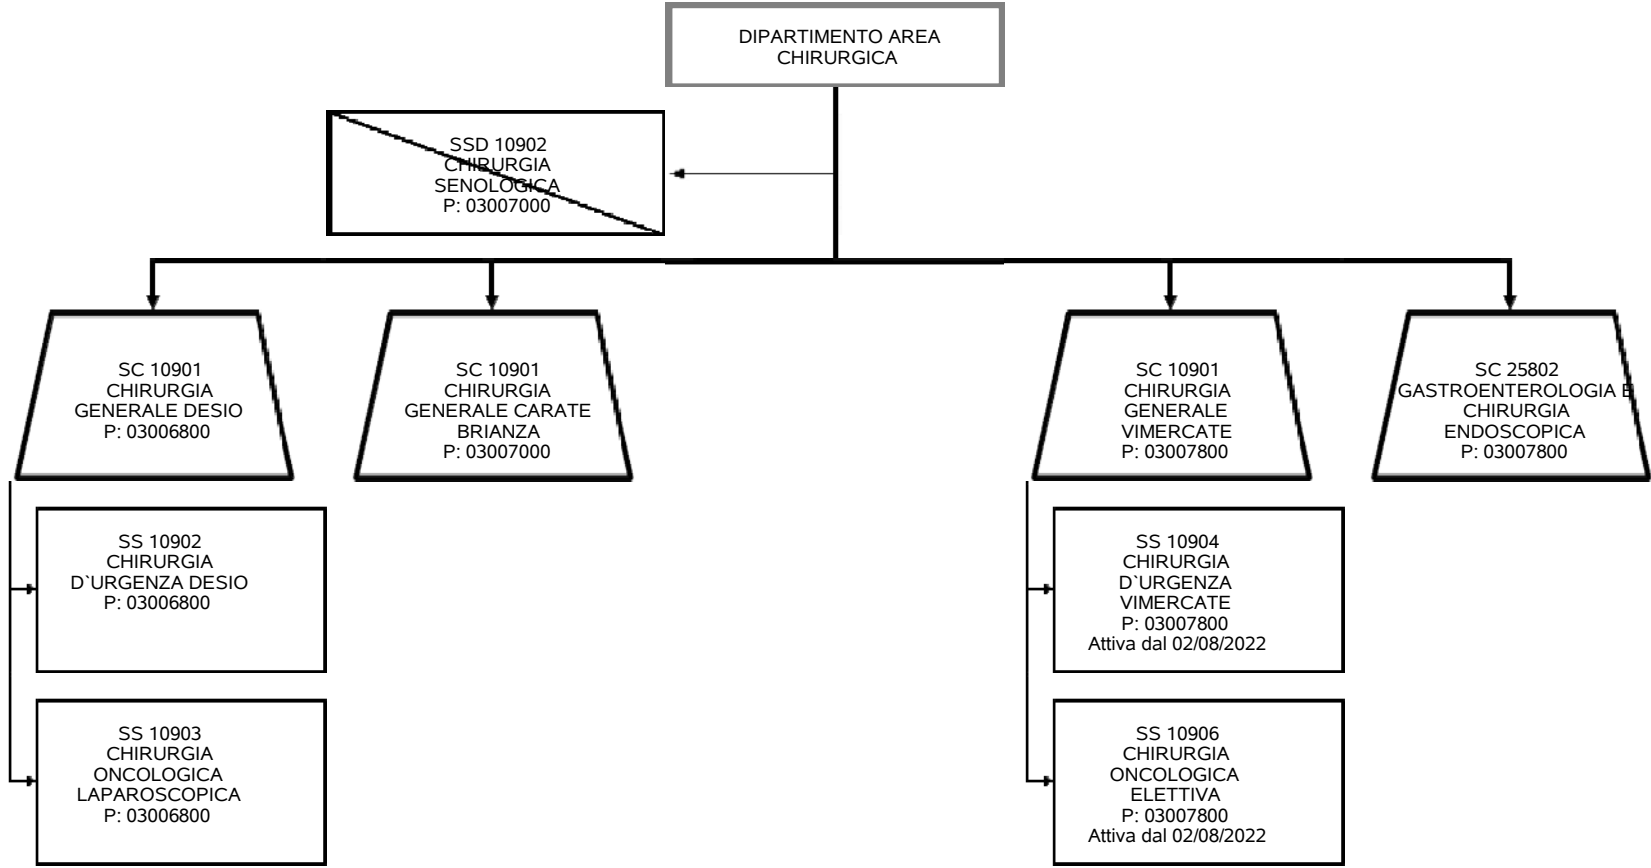 DIPARTIMENTO AREA
CHIRURGICA
SSD 10902
CHIRURGIA
SENOLOGICA
P: 03007000
SC 10901
CHIRURGIA
GENERALE DESIO
P: 03006800
SC 10901
CHIRURGIA
GENERALE CARATE
BRIANZA
P: 03007000
SC 10901
CHIRURGIA
GENERALE
VIMERCATE
P: 03007800
SC 25802
GASTROENTEROLOGIA E
CHIRURGIA
ENDOSCOPICA
P: 03007800
SS 10902
CHIRURGIA
D`URGENZA DESIO
P: 03006800
SS 10903
CHIRURGIA
ONCOLOGICA
LAPAROSCOPICA
P: 03006800
SS 10904
CHIRURGIA
D`URGENZA
VIMERCATE
P: 03007800
Attiva dal 02/08/2022
SS 10906
CHIRURGIA
ONCOLOGICA
ELETTIVA
P: 03007800
Attiva dal 02/08/2022